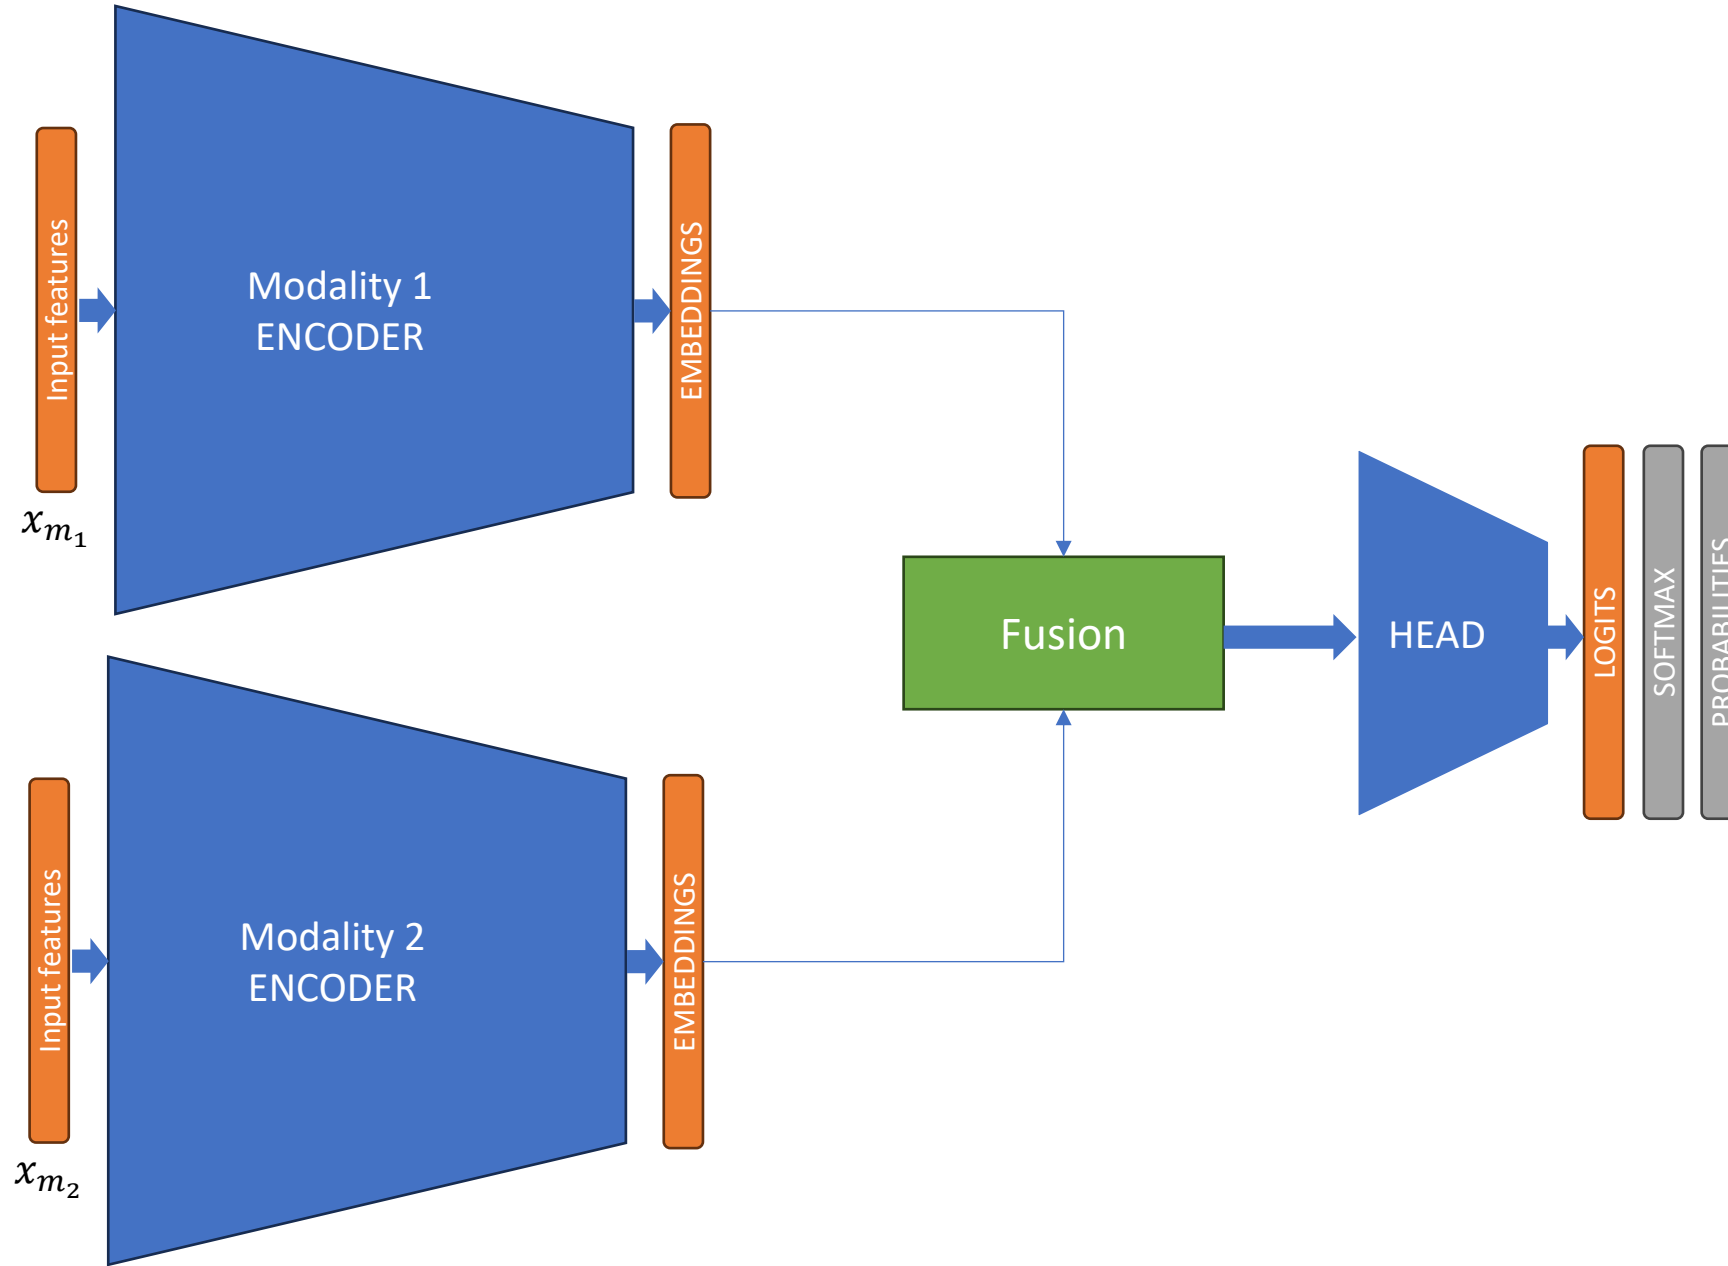 Input features
Modality 1
ENCODER
EMBEDDINGS
x_{m_1}
Fusion
HEAD
LOGITS
SOFTMAX
PROBABILITIES
Input features
Modality 2
ENCODER
EMBEDDINGS
x_{m_2}